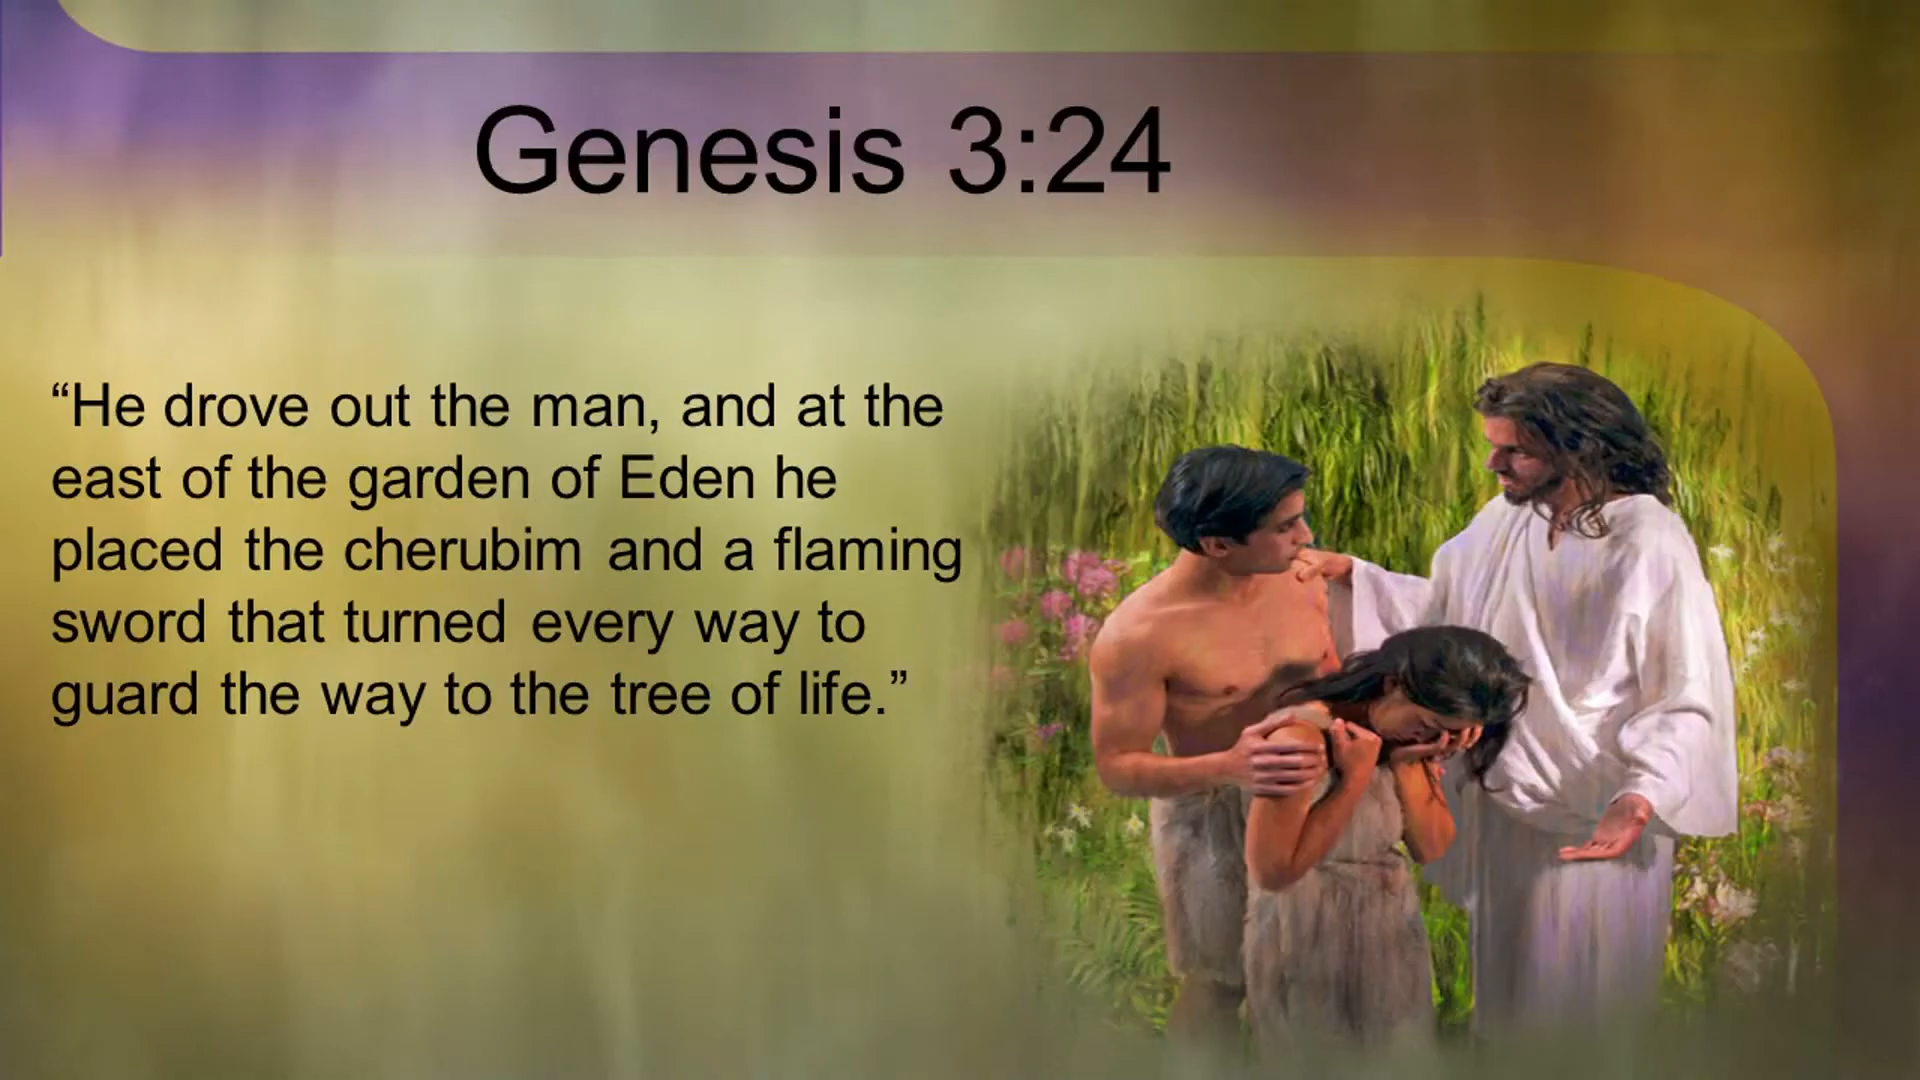 Genesis 3:24
“He drove out the man, and at the
east of the garden of Eden he
placed the cherubim and a flaming
sword that turned every way to
guard the way to the tree of life.”